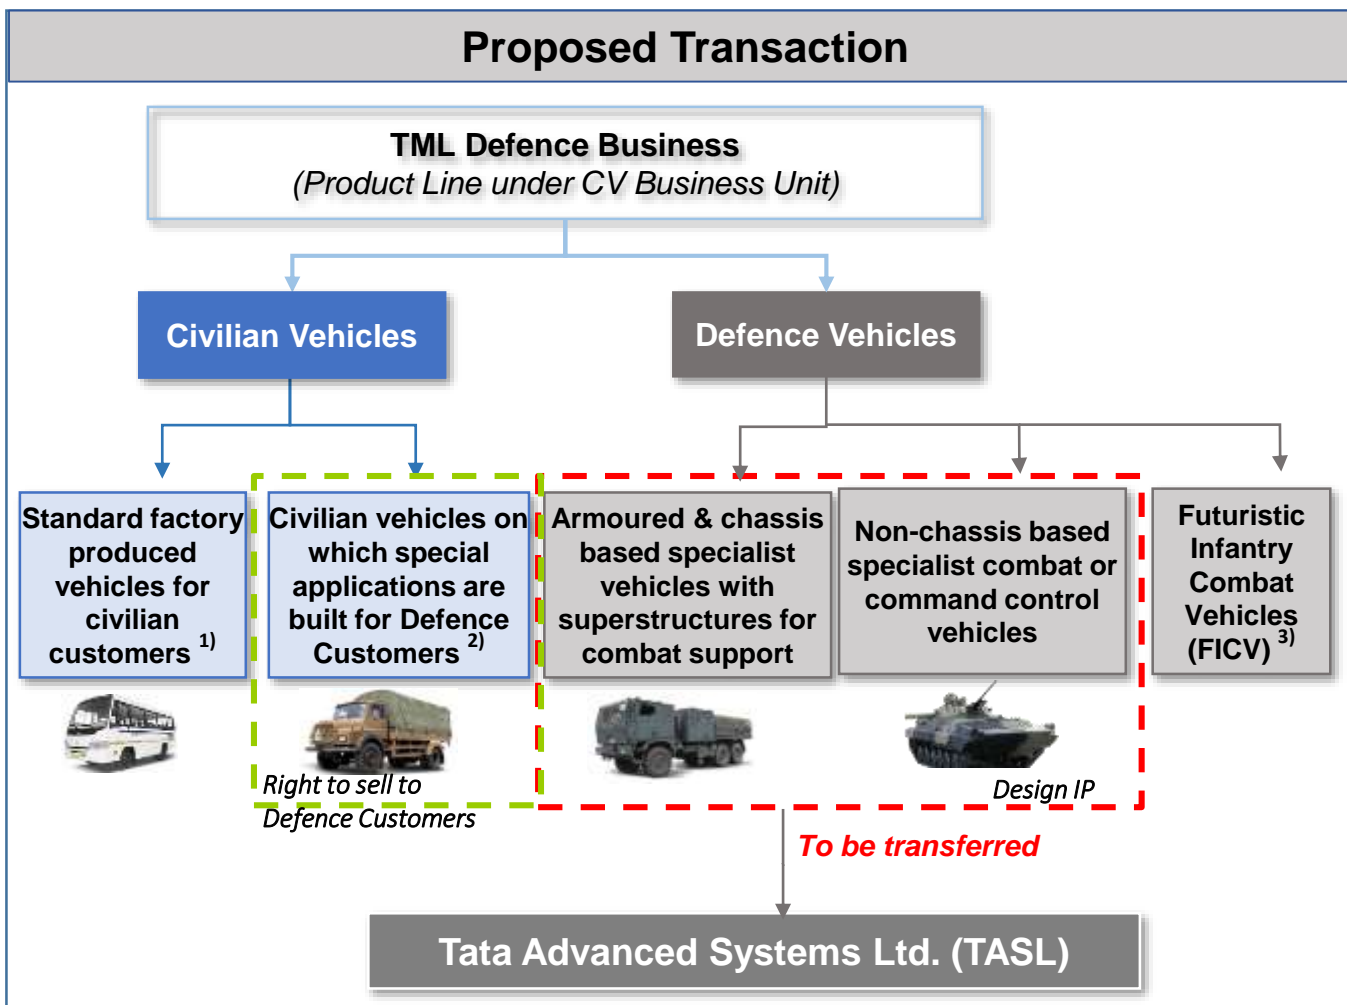 Proposed Transaction
TML Defence Business
(Product Line under CV Business Unit)
Civilian Vehicles
Defence Vehicles
Standard factory
produced
vehicles for
civilian
customers 1)
Civilian vehicles on
which special
applications are
built for Defence
Customers 2)
Armoured & chassis
based specialist
vehicles with
superstructures for
combat support
Non-chassis based
specialist combat or
command control
vehicles
Futuristic
Infantry
Combat
Vehicles
(FICV) 3)
Right to sell to
Defence Customers
Design IP
To be transferred
Tata Advanced Systems Ltd. (TASL)